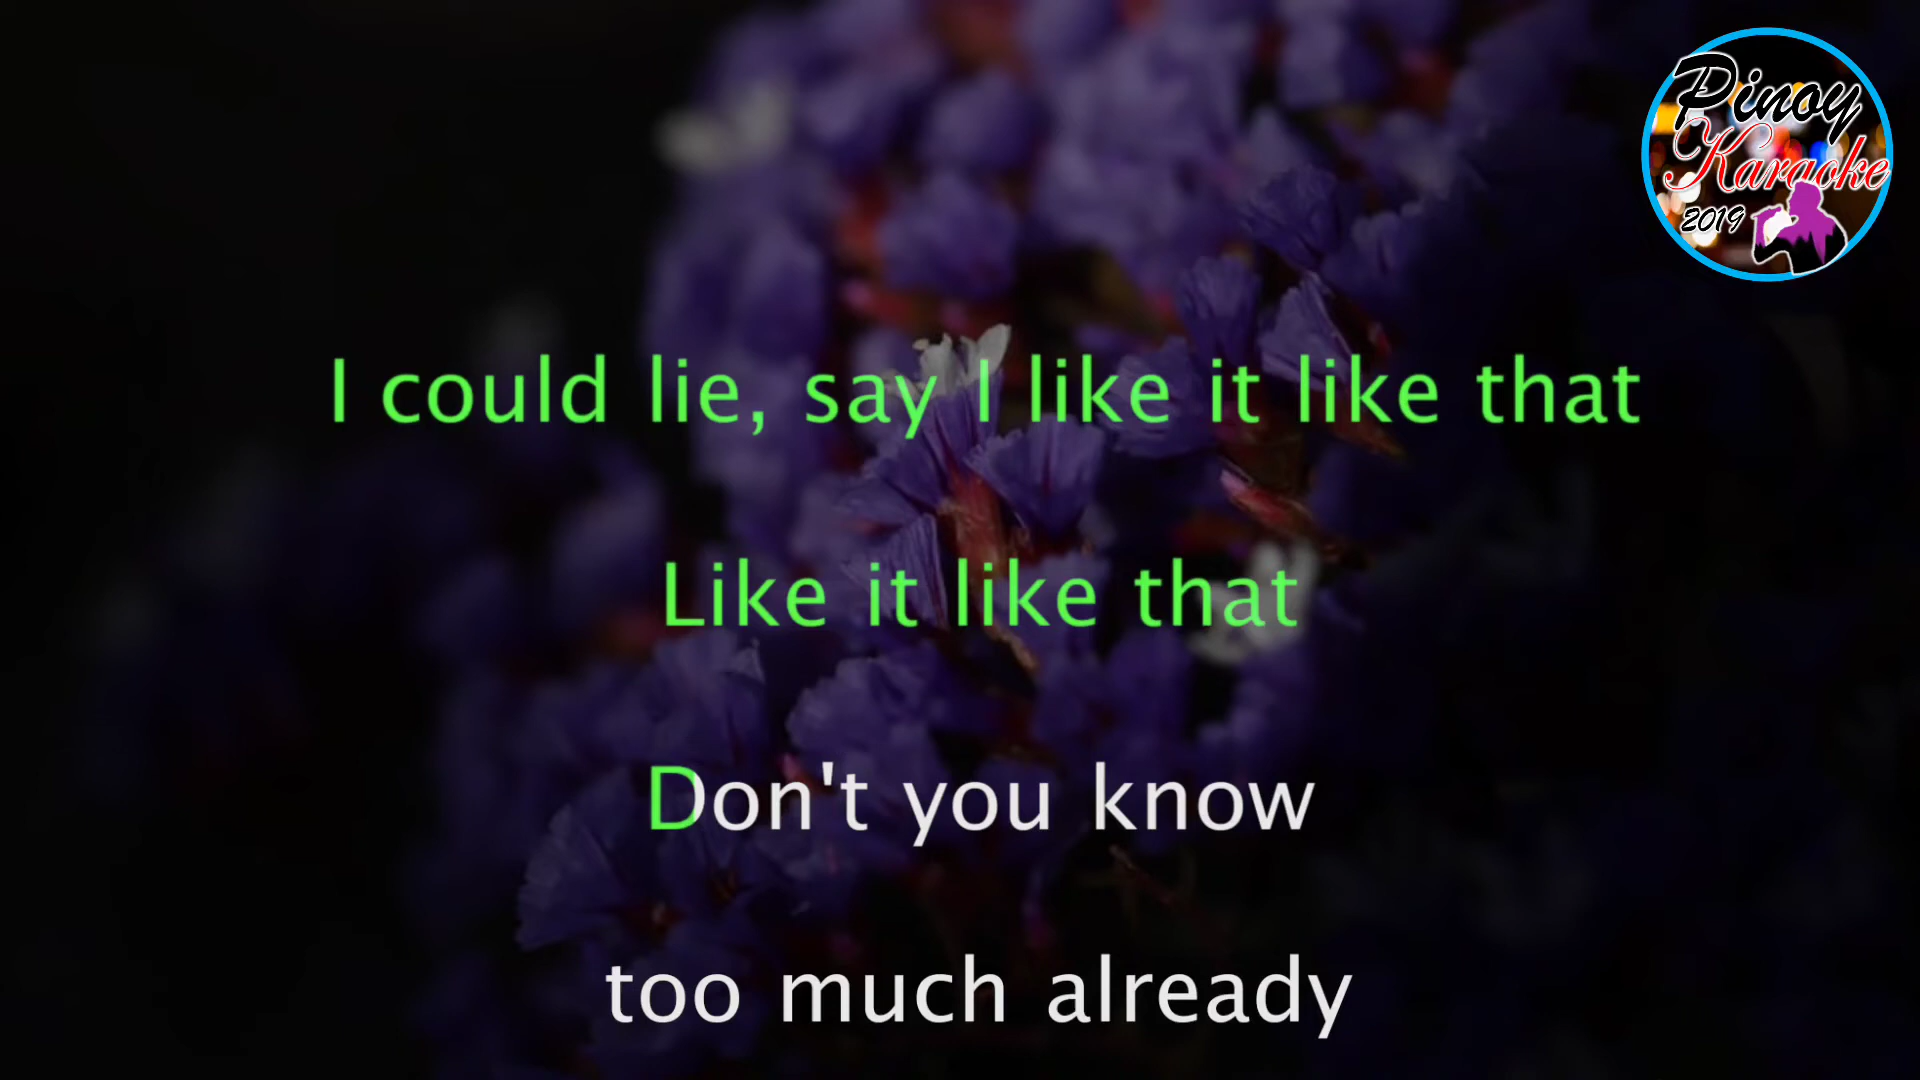 Pinoy
Karaoke
2019
I could lie, say I like it like that
Like it like that
Don't you know
too much already